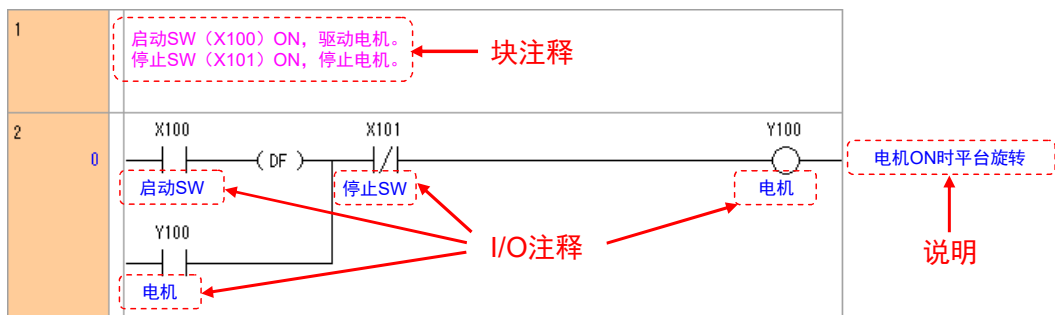 1
启动SW（X100）ON，驱动电机。
停止SW（X101）ON，停止电机。
块注释
2
X100
X101
Y100
0
( DF )
电机ON时平台旋转
启动SW
停止SW
电机
Y100
I/O注释
说明
电机